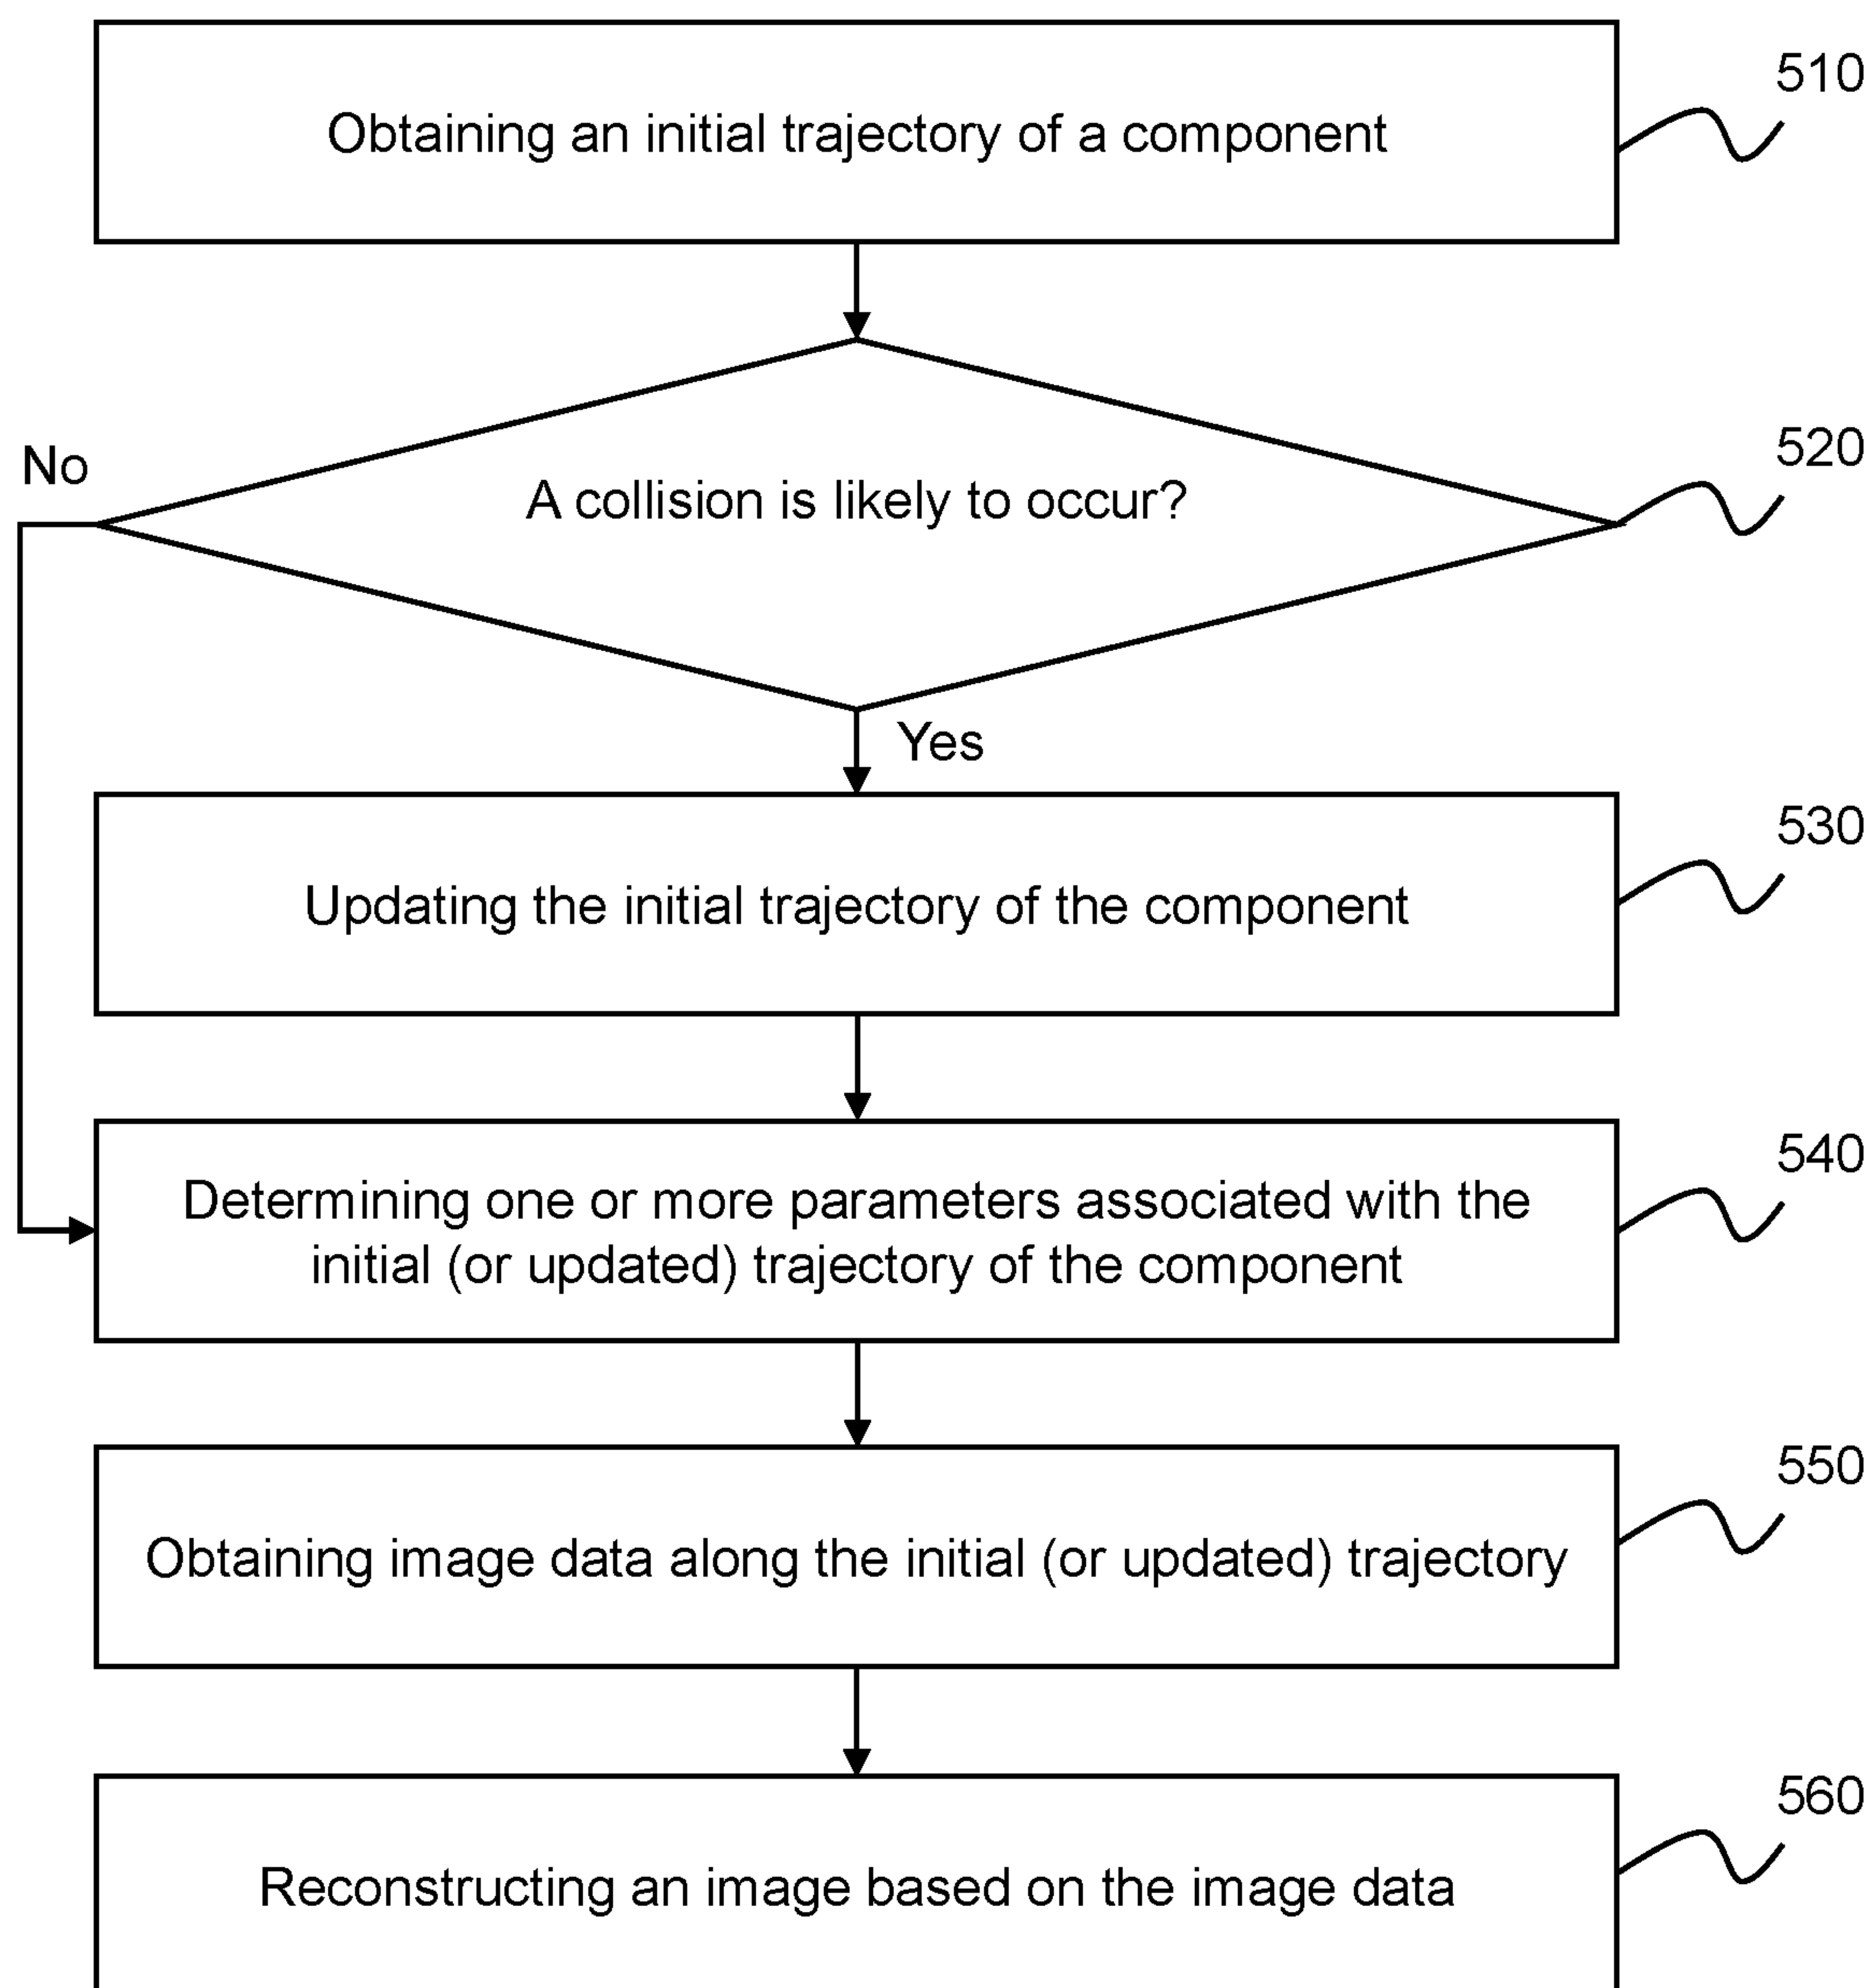 510
Obtaining an initial trajectory of a component
520
No
A collision is likely to occur?
Yes
530
Updating the initial trajectory of the component
540
Determining one or more parameters associated with the
initial (or updated) trajectory of the component
550
Obtaining image data along the initial (or updated) trajectory
560
Reconstructing an image based on the image data